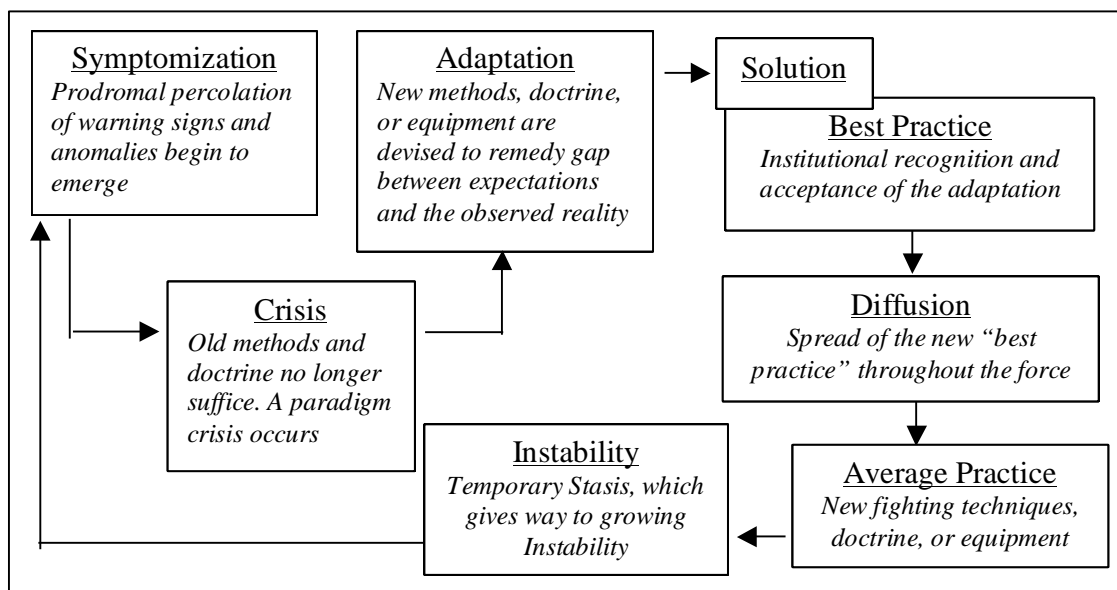 Symptomization
Prodromal percolation
of warning signs and
anomalies begin to
emerge
Crisis
Old methods and
doctrine no longer
suffice. A paradigm
crisis occurs
Adaptation
New methods, doctrine,
or equipment are
devised to remedy gap
between expectations
and the observed reality
Solution
Best Practice
Institutional recognition and
acceptance of the adaptation
Diffusion
Spread of the new “best
practice” throughout the force
Average Practice
New fighting techniques,
doctrine, or equipment
Instability
Temporary Stasis, which
gives way to growing
Instability